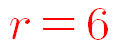 r = 6